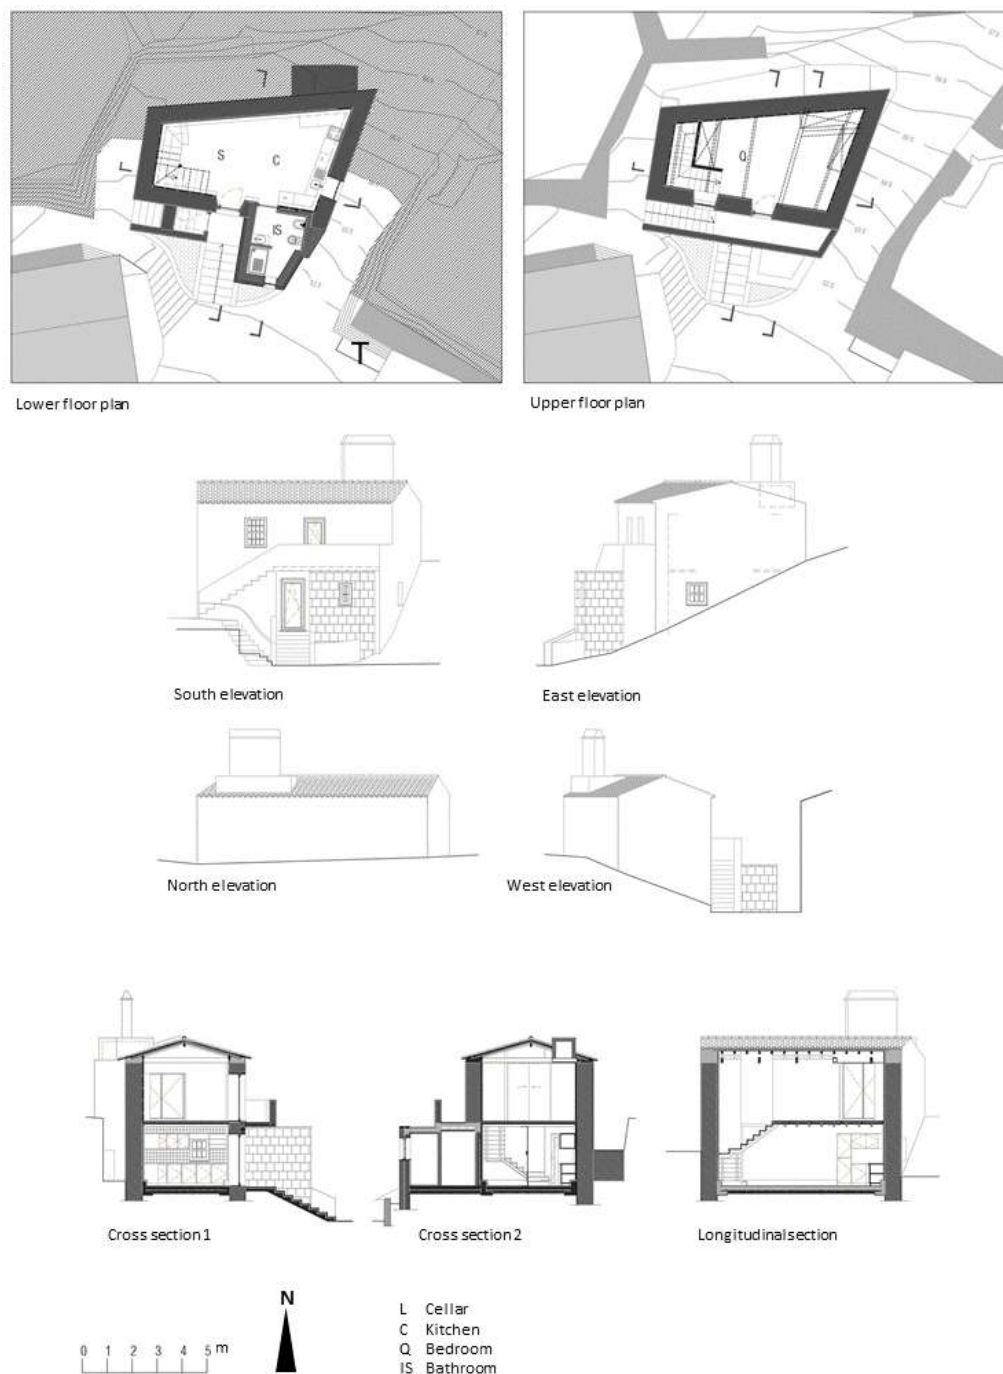 S
C
IS
T
Q
Lower floor plan
Upper floor plan
South elevation
East elevation
North elevation
West elevation
Cross section 1
Cross section 2
Longitudinal section
N
0 1 2 3 4 5 m
L Cellar
C Kitchen
Q Bedroom
IS Bathroom